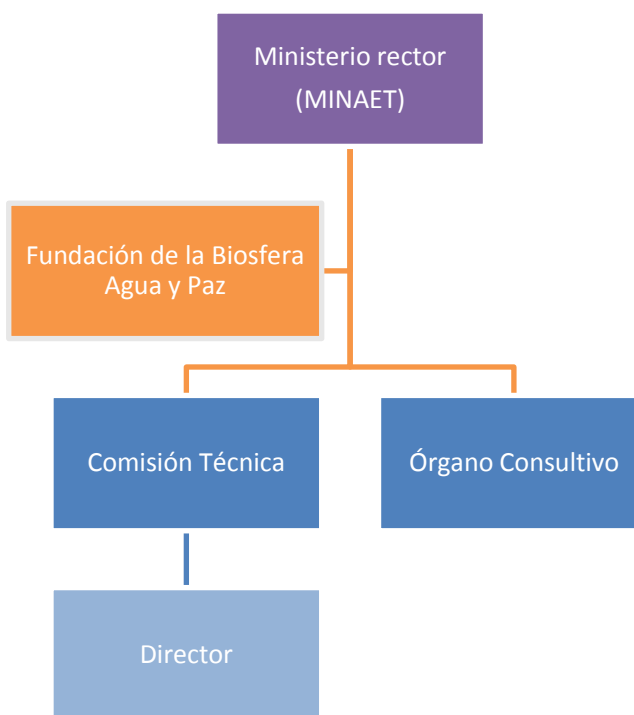 Ministerio rector
(MINAET)
Fundación de la Biosfera
Agua y Paz
Comisión Técnica
Órgano Consultivo
Director